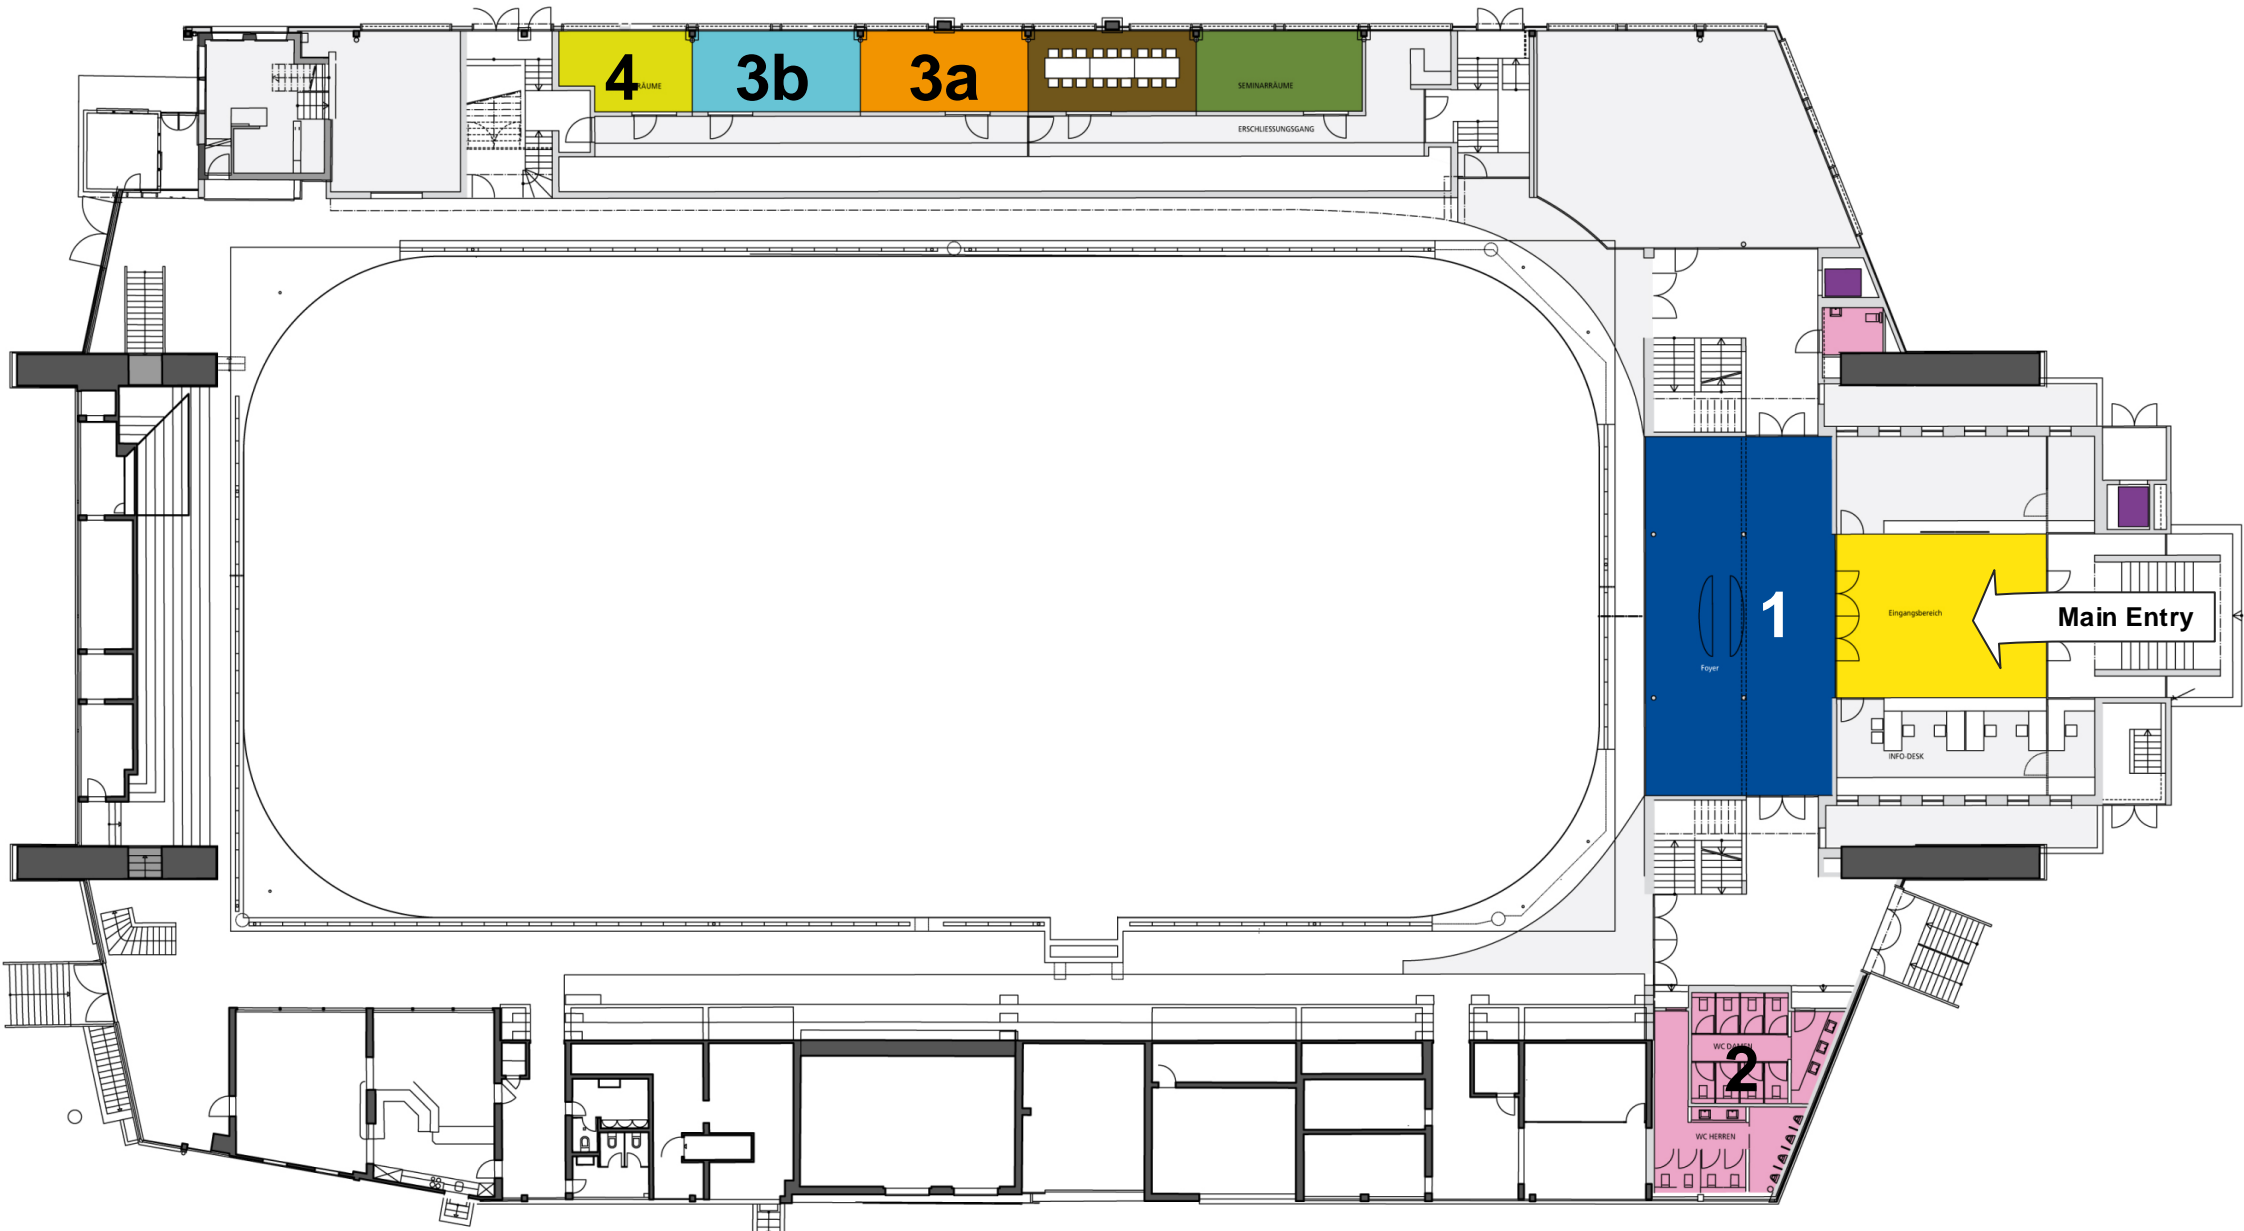 4
RÄUME
3b
3a
SEMINARRÄUME
ERSCHLIESSUNGSGANG
1
Foyer
Eingangsbereich
Main Entry
INFO-DESK
WC DAMEN
2
WC HERREN